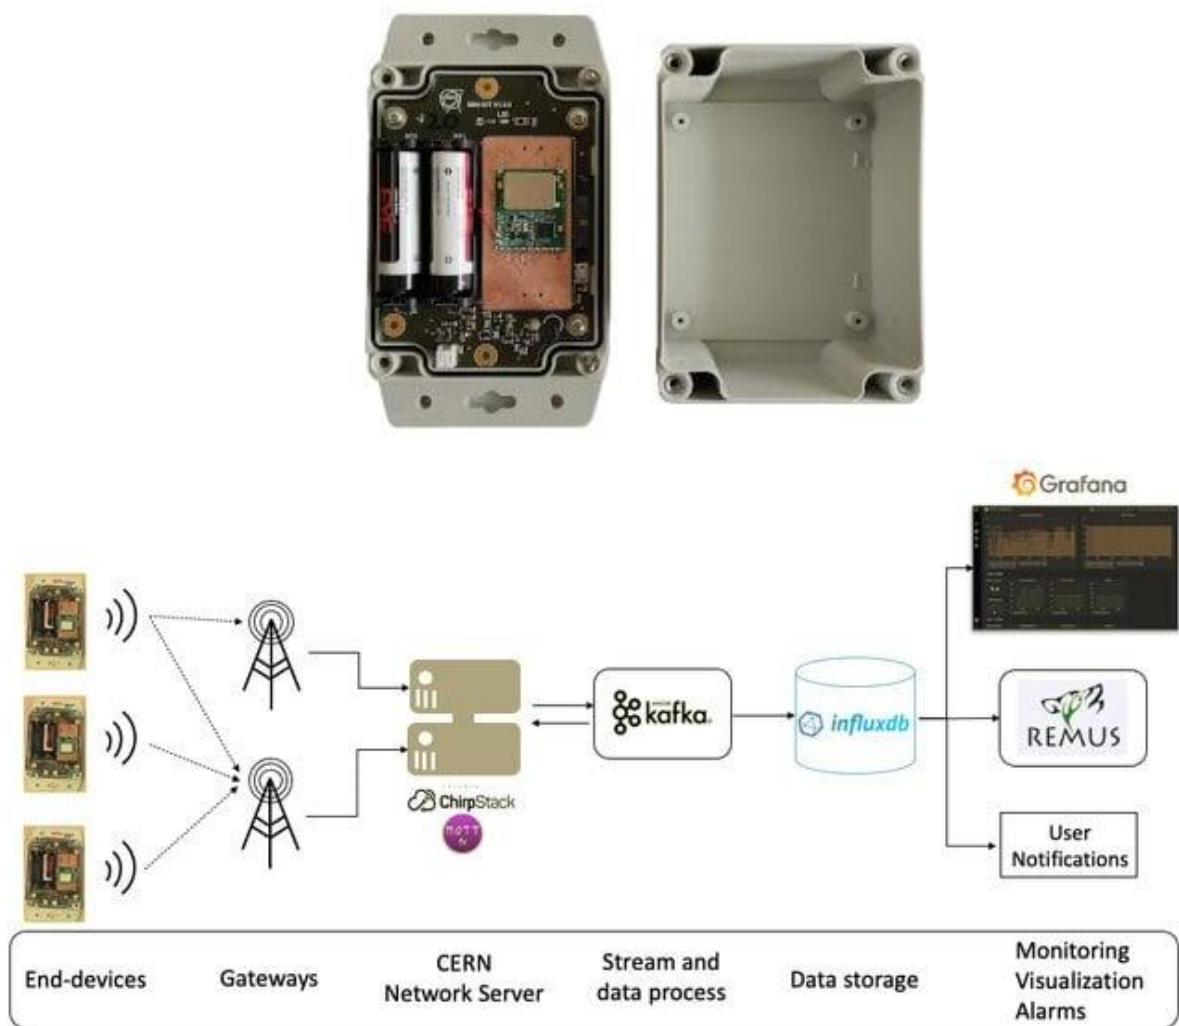 Grafana
kafka®
influxdb
REMUS
ChirpStack
User
Notifications
End-devices
Gateways
CERN
Network Server
Stream and
data process
Data storage
Monitoring
Visualization
Alarms